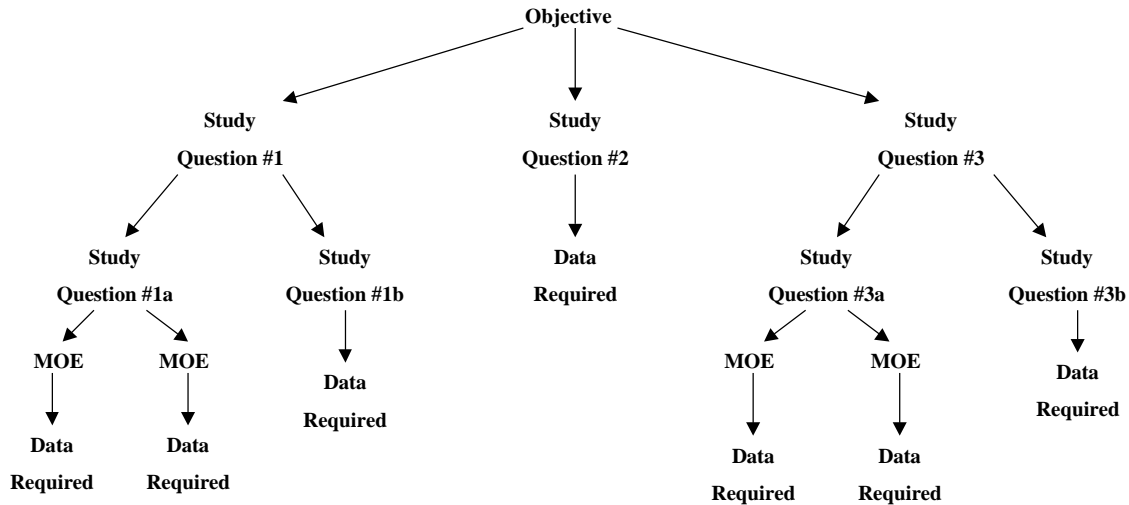 Objective
Study
Question #1
Study
Question #2
Study
Question #3
Study
Question #1a
Study
Question #1b
Data
Required
Study
Question #3a
Study
Question #3b
MOE
MOE
Data
Required
MOE
MOE
Data
Required
Data
Required
Data
Required
Data
Required
Data
Required